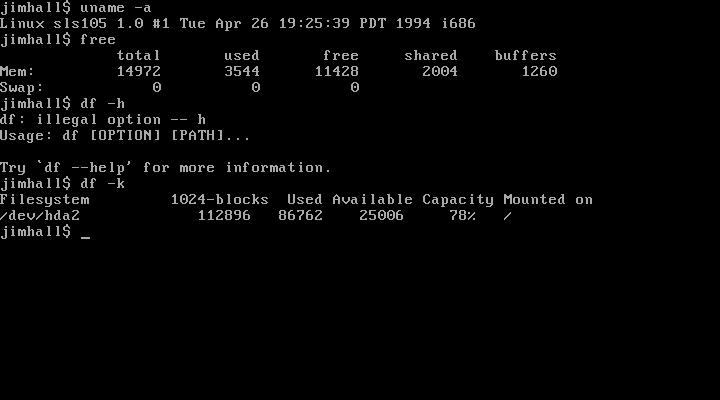 jimhall$ uname -a
Linux sls105 1.0 #1 Tue Apr 26 19:25:39 PDT 1994 i686
jimhall$ free
             total       used       free     shared    buffers
Mem:         14972       3544      11428       2004       1260
Swap:            0          0          0
jimhall$ df -h
df: illegal option -- h
Usage: df [OPTION] [PATH]...

Try `df --help' for more information.
jimhall$ df -k
Filesystem         1024-blocks  Used Available Capacity Mounted on
/dev/hda2             112896   86762    25006     78%   /
jimhall$ _